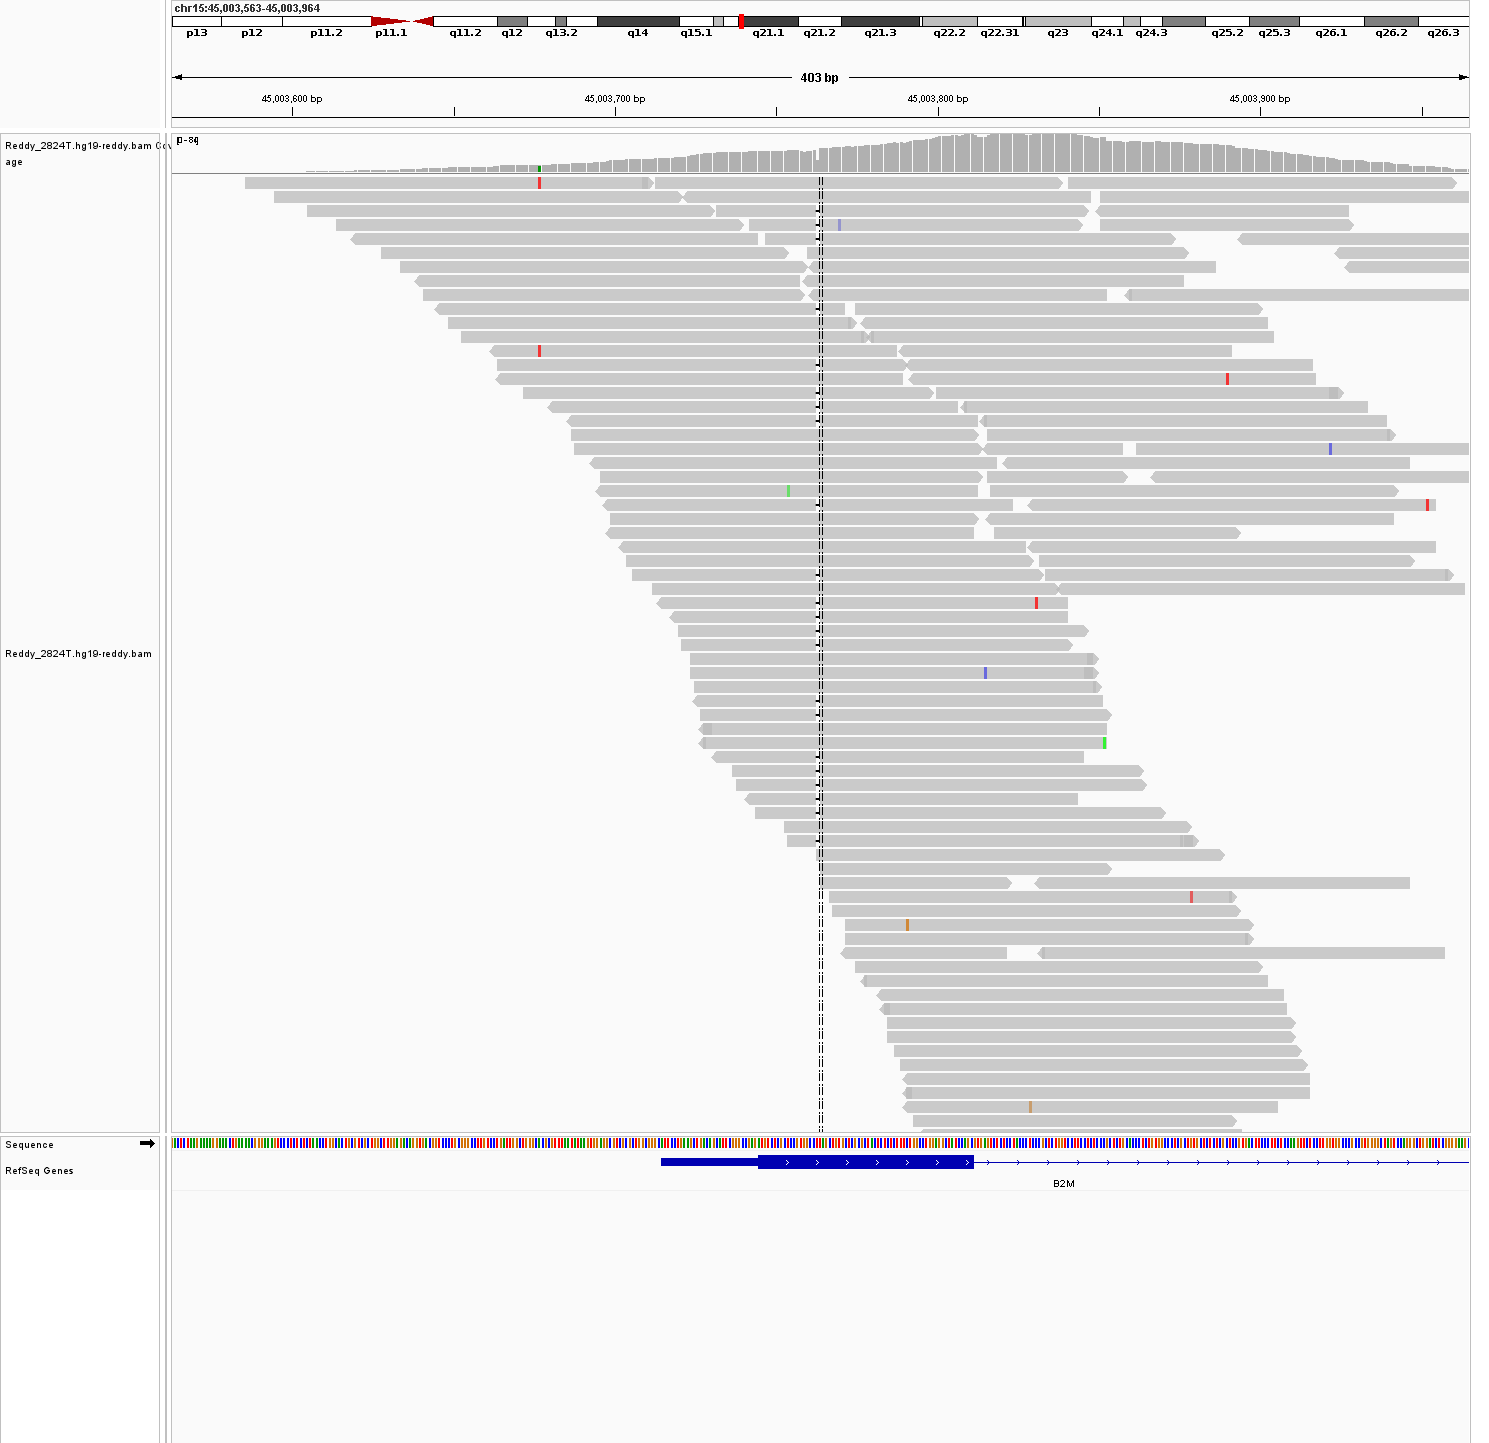 chr15:45,003,563-45,003,964
p13 p12 p11.2 p11.1 q11.2 q12 q13.2 q14 q15.1 q21.1 q21.2 q21.3 q22.2 q22.31 q23 q24.1 q24.3 q25.2 q25.3 q26.1 q26.2 q26.3
403 bp
45,003,600 bp 45,003,700 bp 45,003,800 bp 45,003,900 bp
Reddy_2824T.hg19-reddy.bam Cov
age
Reddy_2824T.hg19-reddy.bam
Sequence
RefSeq Genes
B2M